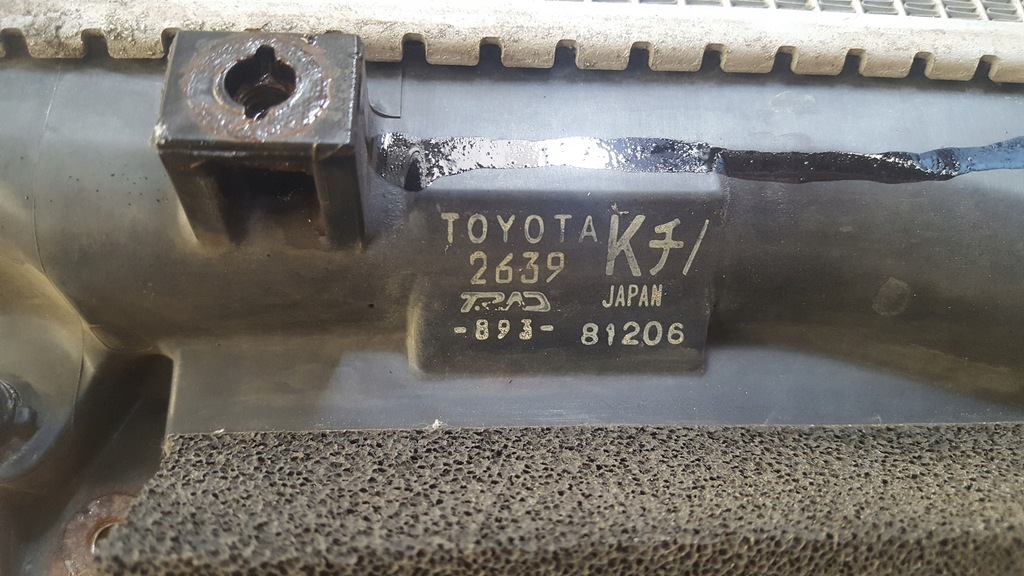 TOYOTA Kチ/
2639
TRAD JAPAN
-893- 81206